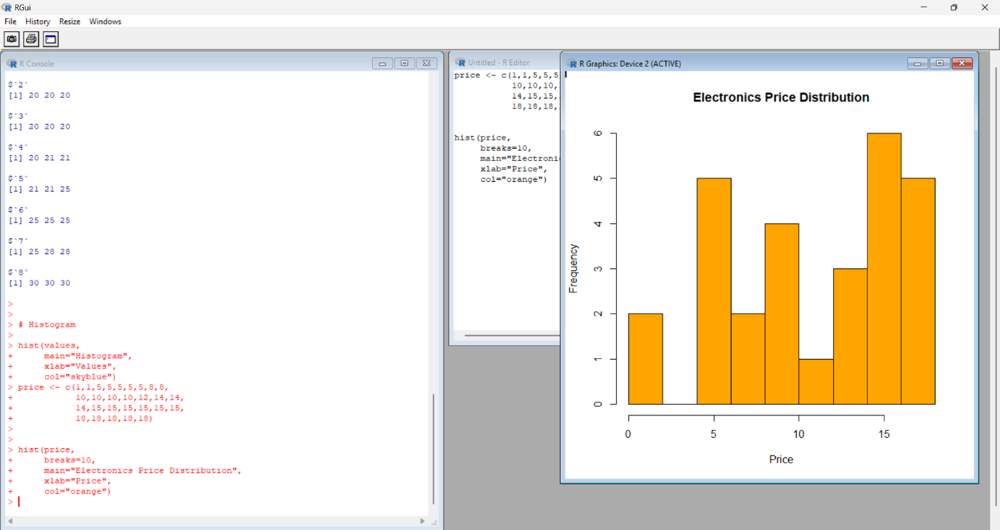 RGui
File History Resize Windows
R Console
$`2`
[1] 20 20 20
$`3`
[1] 20 20 20
$`4`
[1] 20 21 21
$`5`
[1] 21 21 25
$`6`
[1] 25 25 25
$`7`
[1] 25 28 28
$`8`
[1] 30 30 30
>
>
> # Histogram
>
> hist(values,
+      main="Histogram",
+      xlab="Values",
+      col="skyblue")
> price <- c(1,1,5,5,5,5,5,8,8,
+            10,10,10,10,12,14,14,
+            14,15,15,15,15,15,15,
+            18,18,18,18,18)
>
>
> hist(price,
+      breaks=10,
+      main="Electronics Price Distribution",
+      xlab="Price",
+      col="orange")
>
Untitled - R Editor
price <- c(1,1,5,5,5
10,10,10,
14,15,15,
18,18,18,
hist(price,
breaks=10,
main="Electronic
xlab="Price",
col="orange")
R Graphics: Device 2 (ACTIVE)
Electronics Price Distribution
Frequency
6
5
4
3
2
1
0
0 5 10 15
Price